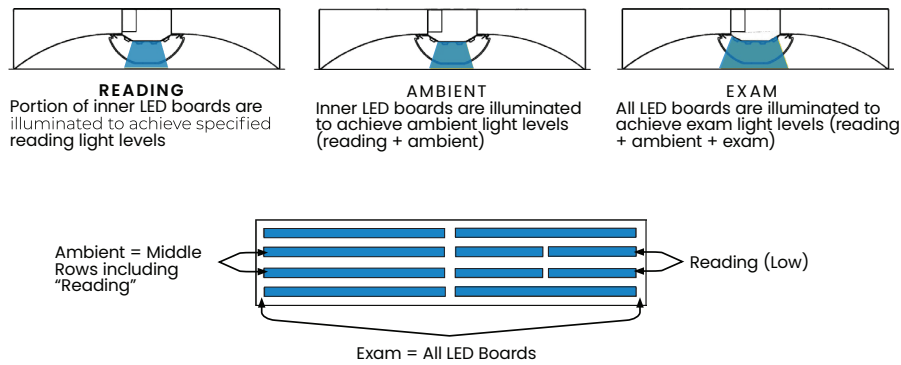 READING
Portion of inner LED boards are
illuminated to achieve specified
reading light levels
AMBIENT
Inner LED boards are illuminated
to achieve ambient light levels
(reading + ambient)
EXAM
All LED boards are illuminated to
achieve exam light levels (reading
+ ambient + exam)
Ambient = Middle
Rows including
“Reading”
Reading (Low)
Exam = All LED Boards